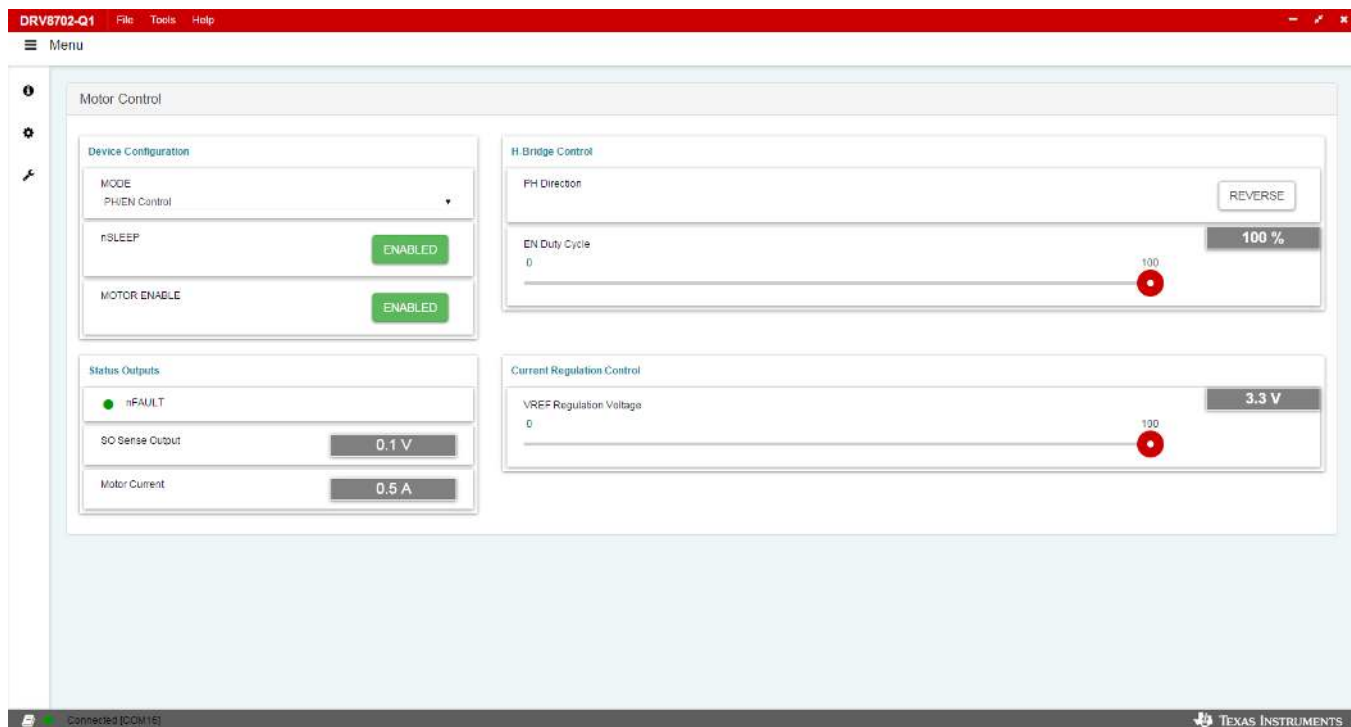 DRV8702-Q1 File Tools Help
Menu
Motor Control
Device Configuration
MODE
PH/EN Control
nSLEEP
ENABLED
MOTOR ENABLE
ENABLED
H-Bridge Control
PH Direction
REVERSE
EN Duty Cycle
100 %
0 100
Status Outputs
nFAULT
SO Sense Output
0.1 V
Motor Current
0.5 A
Current Regulation Control
VREF Regulation Voltage
3.3 V
0 100
Connected [COM16]
TEXAS INSTRUMENTS